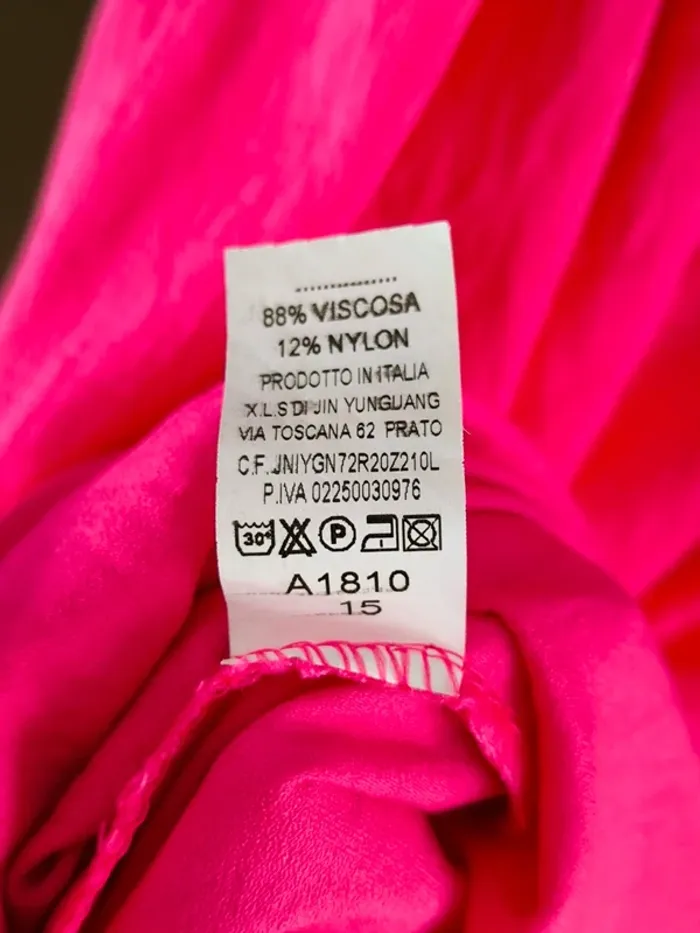 88% VISCOSA
12% NYLON
PRODOTTO IN ITALIA
X.L.S DI JIN YUNGUANG
VIA TOSCANA 62 PRATO
C.F. JNIYGN72R20Z210L
P.IVA 02250030976
30° P
A1810
15